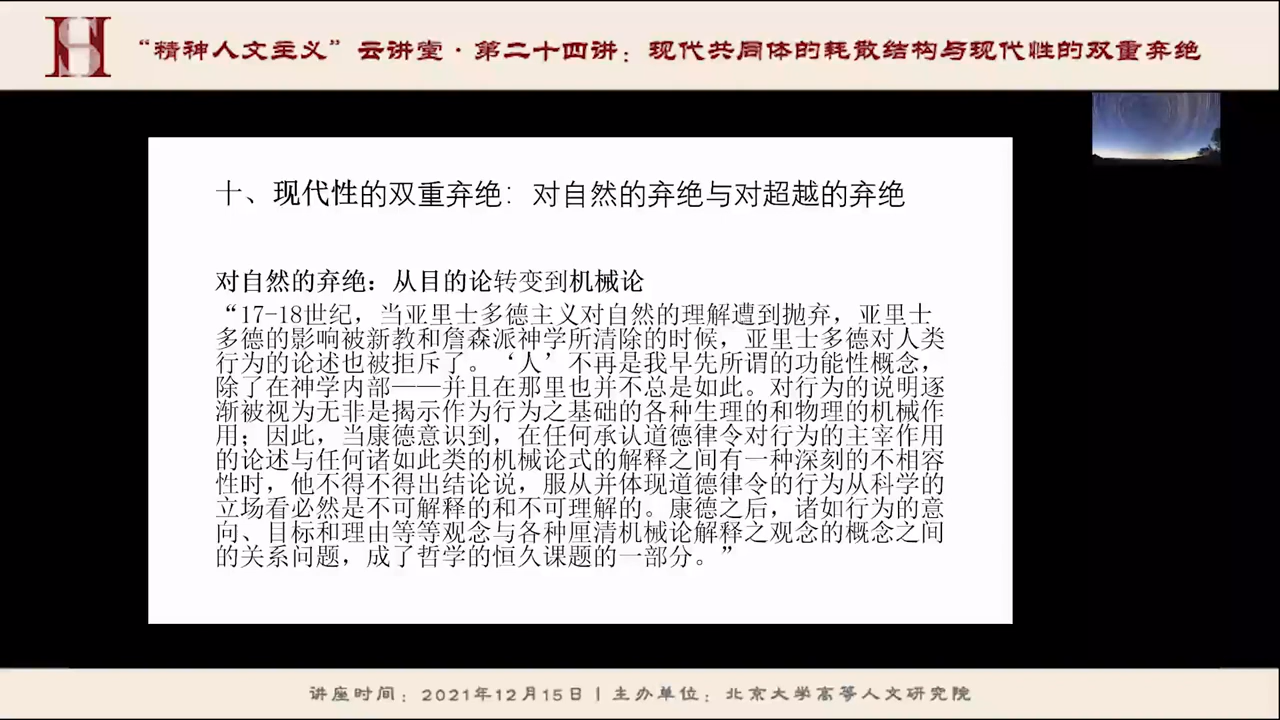 “精神人文主义”云讲堂·第二十四讲：现代共同体的耗散结构与现代性的双重弃绝
十、现代性的双重弃绝：对自然的弃绝与对超越的弃绝
对自然的弃绝：从目的论转变到机械论
“17-18世纪，当亚里士多德主义对自然的理解遭到抛弃，亚里士
多德的影响被新教和詹森派神学所清除的时候，亚里士多德对人类
行为的论述也被拒斥了。‘人’不再是我早先所谓的功能性概念，
除了在神学内部——并且在那里也并不总是如此。对行为的说明逐
渐被视为无非是揭示作为行为之基础的各种生理的和物理的机械作
用；因此，当康德意识到，在任何承认道德律令对行为的主宰作用
的论述与任何诸如此类的机械论式的解释之间有一种深刻的不相容
性时，他不得不得出结论说，服从并体现道德律令的行为从科学的
立场看必然是不可解释的和不可理解的。康德之后，诸如行为的意
向、目标和理由等等观念与各种厘清机械论解释之观念的概念之间
的关系问题，成了哲学的恒久课题的一部分。”
讲座时间：2021年12月15日丨主办单位：北京大学高等人文研究院